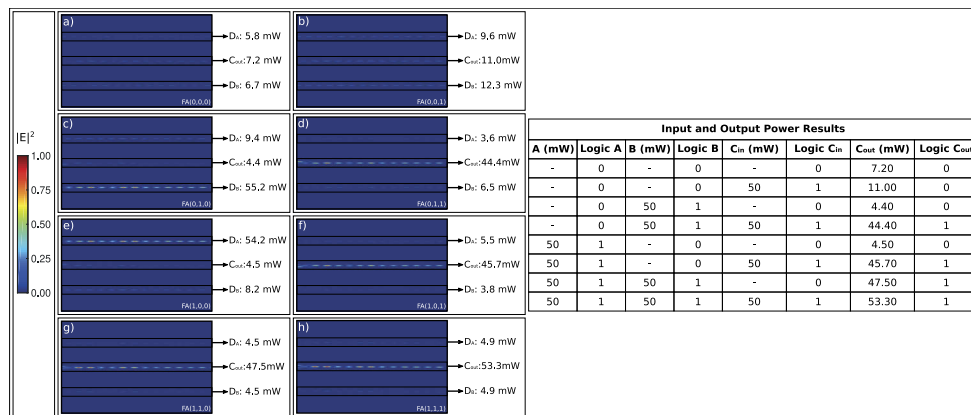 |E|²
1.00
0.75
0.50
0.25
0.00
a)
Dₐ: 5,8 mW
Cout:7.2 mW
Dʙ: 6,7 mW
FA(0,0,0)
b)
Dₐ: 9,6 mW
Cout:11.0mW
Dʙ: 12,3 mW
FA(0,0,1)
c)
Dₐ: 9,4 mW
Cout:4.4 mW
Dʙ: 55.2 mW
FA(0,1,0)
d)
Dₐ: 3,6 mW
Cout:44,4mW
Dʙ: 6,5 mW
FA(0,1,1)
e)
Dₐ: 54,2 mW
Cout:4.5 mW
Dʙ: 8,2 mW
FA(1,0,0)
f)
Dₐ: 5,5 mW
Cout:45.7mW
Dʙ: 3,8 mW
FA(1,0,1)
g)
Dₐ: 4.5 mW
Cout:47.5mW
Dʙ: 4,5 mW
FA(1,1,0)
h)
Dₐ: 4.9 mW
Cout:53.3mW
Dʙ: 4.9 mW
FA(1,1,1)
Input and Output Power Results
A (mW) Logic A B (mW) Logic B Cin (mW) Logic Cin Cout (mW) Logic Cout
- 0 - 0 - 0 7.20 0
- 0 - 0 50 1 11.00 0
- 0 50 1 - 0 4.40 0
- 0 50 1 50 1 44.40 1
50 1 - 0 - 0 4.50 0
50 1 - 0 50 1 45.70 1
50 1 50 1 - 0 47.50 1
50 1 50 1 50 1 53.30 1